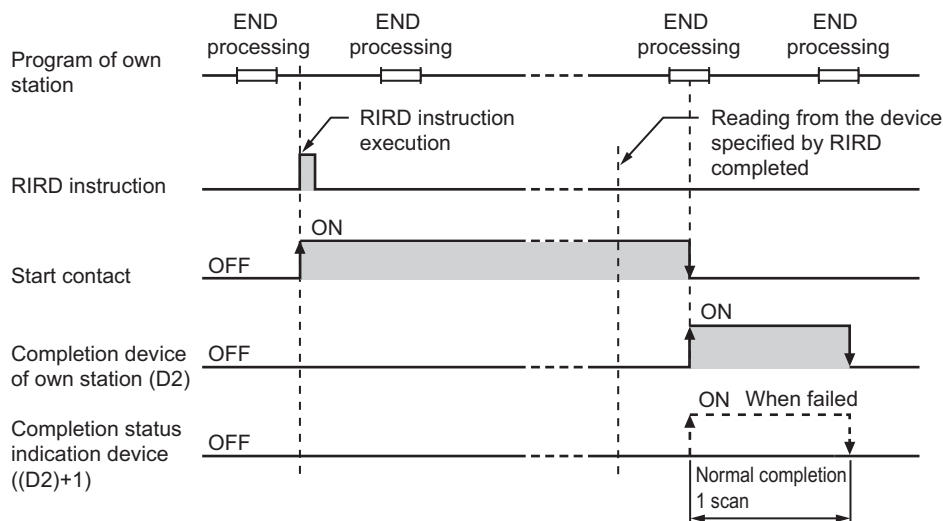 END
processing
END
processing
END
processing
END
processing
Program of own
station
RIRD instruction
execution
Reading from the device
specified by RIRD
completed
RIRD instruction
ON
OFF
Start contact
ON
OFF
Completion device
of own station (D2)
ON When failed
OFF
Completion status
indication device
((D2)+1)
Normal completion
1 scan